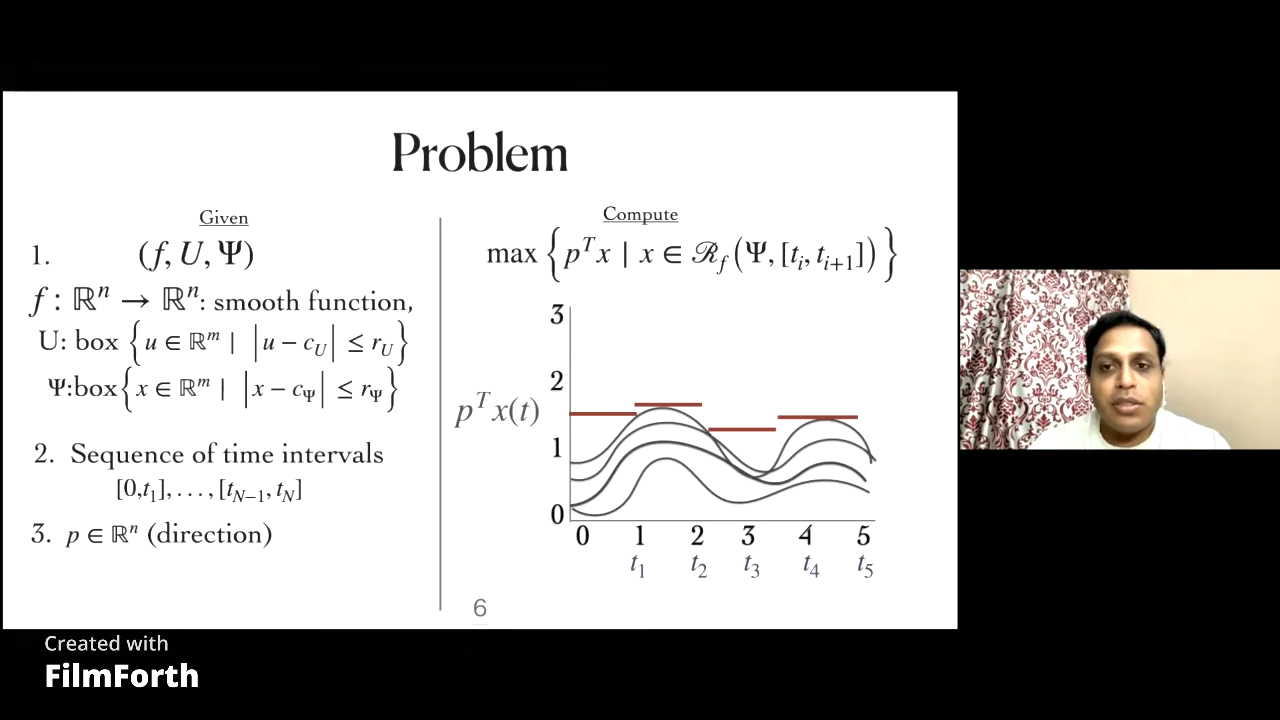 Problem
Given
1. (f, U, Ψ)
f : ℝⁿ → ℝⁿ: smooth function,
U: box {u ∈ ℝᵐ | |u − c_U| ≤ r_U}
Ψ:box{x ∈ ℝᵐ | |x − c_Ψ| ≤ r_Ψ}
2. Sequence of time intervals
[0,t₁], . . . , [t_{N−1}, t_N]
3. p ∈ ℝⁿ (direction)
Compute
max {pᵀx | x ∈ ℛ_f(Ψ, [t_i, t_{i+1}])}
3
2
pᵀx(t)
1
0
0 1 2 3 4 5
t₁ t₂ t₃ t₄ t₅
6
Created with
FilmForth